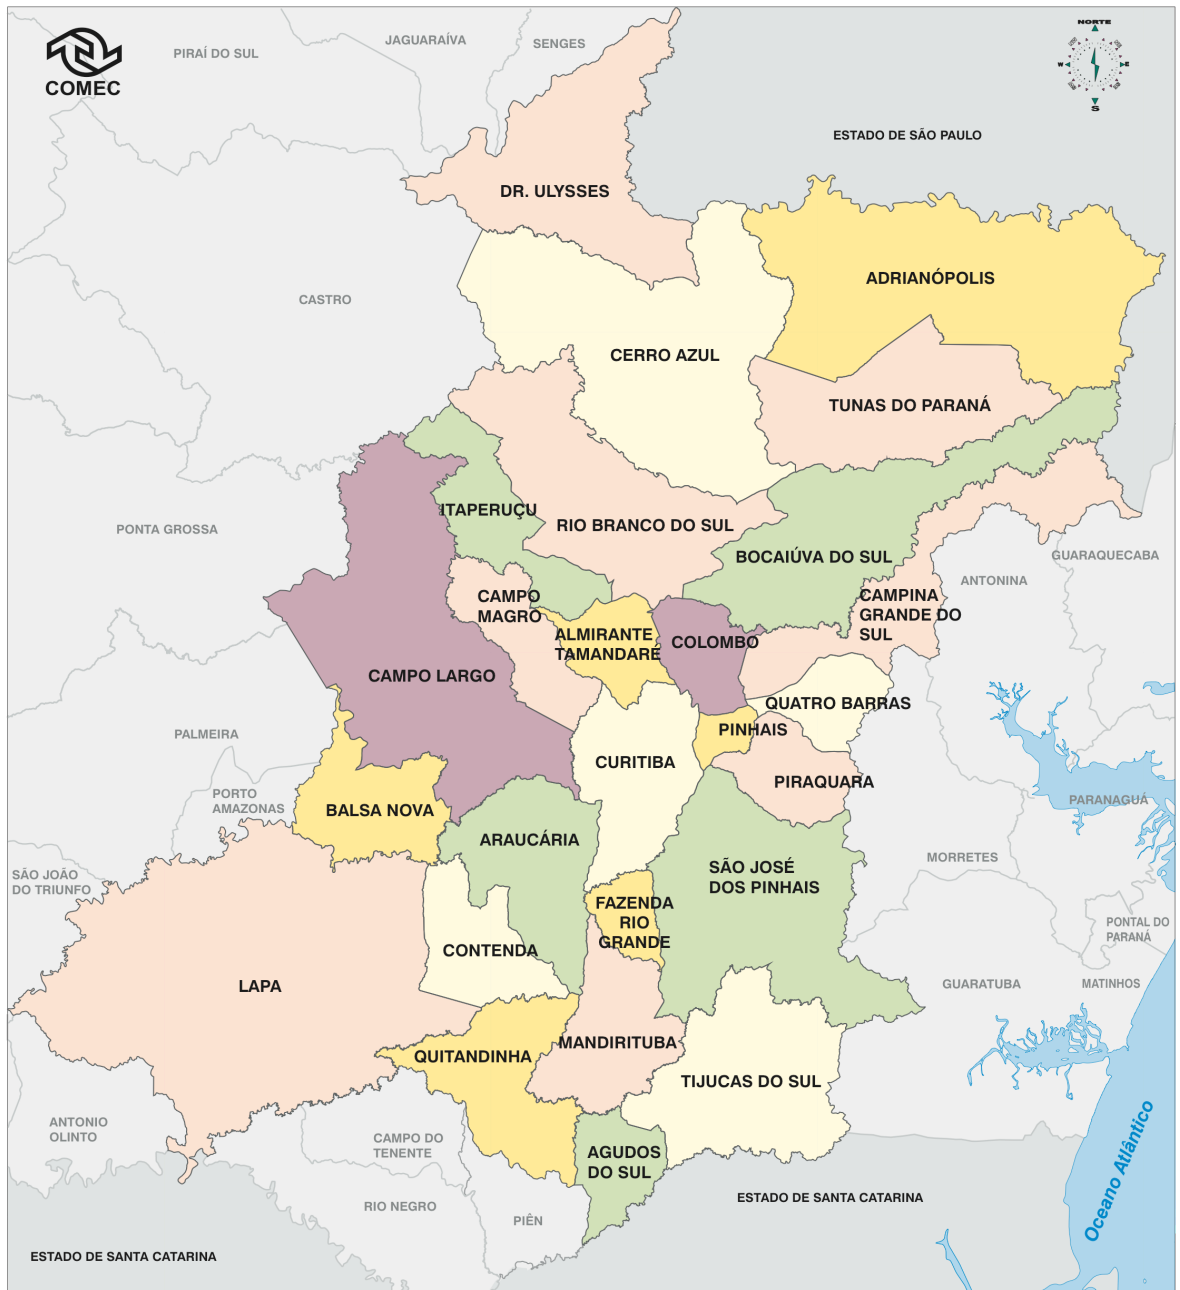 NORTE
W
E
S
COMEC
PIRAÍ DO SUL
JAGUARAÍVA
SENGES
ESTADO DE SÃO PAULO
DR. ULYSSES
ADRIANÓPOLIS
CASTRO
CERRO AZUL
TUNAS DO PARANÁ
ITAPERUÇU
RIO BRANCO DO SUL
PONTA GROSSA
BOCAIÚVA DO SUL
GUARAQUECABA
ANTONINA
CAMPO
MAGRO
CAMPINA
GRANDE DO
SUL
ALMIRANTE
TAMANDARÉ
COLOMBO
CAMPO LARGO
QUATRO BARRAS
PALMEIRA
PINHAIS
CURITIBA
PIRAQUARA
PORTO
AMAZONAS
BALSA NOVA
PARANAGUÁ
ARAUCÁRIA
SÃO JOSÉ
DOS PINHAIS
MORRETES
SÃO JOÃO
DO TRIUNFO
FAZENDA
RIO
GRANDE
PONTAL DO
PARANÁ
CONTENDA
LAPA
GUARATUBA
MATINHOS
QUITANDINHA
MANDIRITUBA
TIJUCAS DO SUL
ANTONIO
OLINTO
CAMPO DO
TENENTE
AGUDOS
DO SUL
Oceano Atlântico
RIO NEGRO
PIÊN
ESTADO DE SANTA CATARINA
ESTADO DE SANTA CATARINA